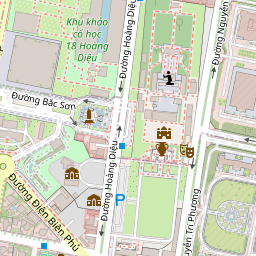 Khu khảo
cổ học
18 Hoàng
Diệu
Đường Hoàng Diệu
Đường Nguyễn
Đường Bắc Sơn
Đường Hoàng Diệu
Đường Điện Biên Phủ
uyễn Tri Phương
P